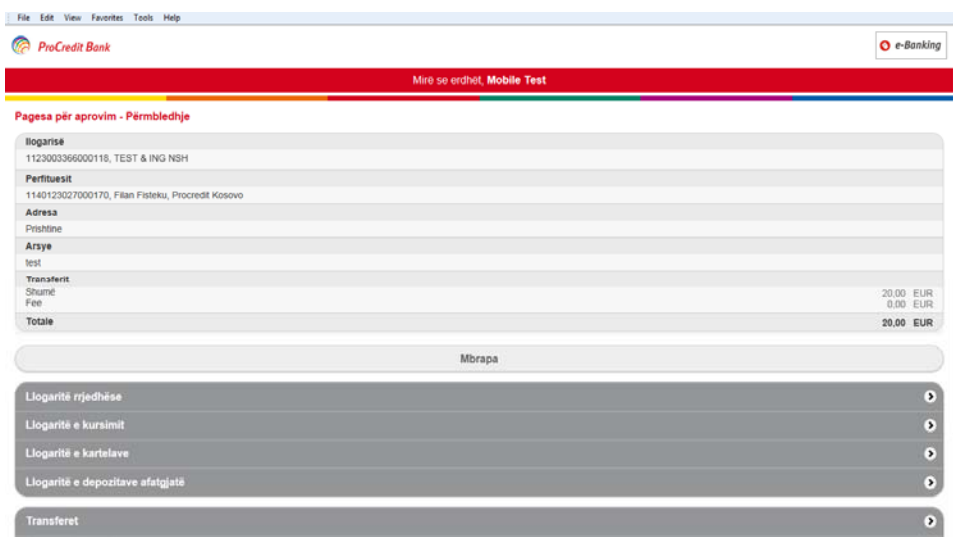 File Edit View Favorites Tools Help
ProCredit Bank
e-Banking
Mirë se erdhët, Mobile Test
Pagesa për aprovim - Përmbledhje
llogarisë
1123003366000118, TEST & ING NSH
Perfituesit
1140123027000170, Filan Fisteku, Procredit Kosovo
Adresa
Prishtine
Arsye
test
Transferit
Shumë 20,00 EUR
Fee 0,00 EUR
Totale 20,00 EUR
Mbrapa
Llogaritë rrjedhëse
Llogaritë e kursimit
Llogaritë e kartelave
Llogaritë e depozitave afatgjatë
Transferet